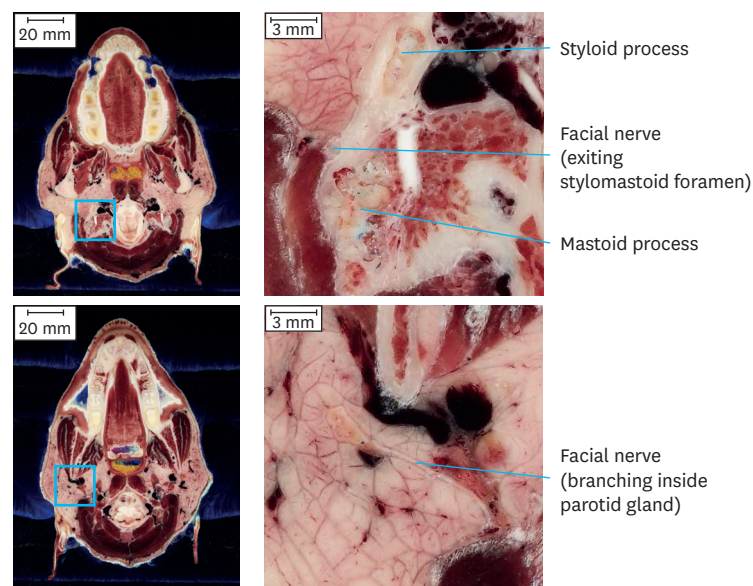 20 mm
3 mm
Styloid process
Facial nerve
(exiting
stylomastoid foramen)
Mastoid process
20 mm
3 mm
Facial nerve
(branching inside
parotid gland)